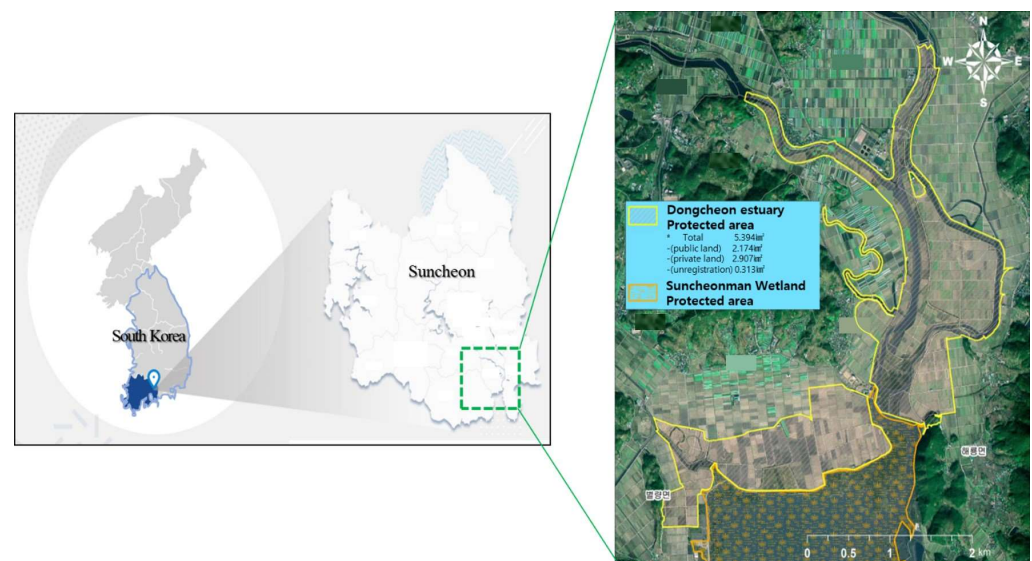 South Korea
Suncheon
N
W
E
S
Dongcheon estuary
Protected area
* Total 5.394㎢
-(public land) 2.174㎢
-(private land) 2.907㎢
-(unregistration) 0.313㎢
Suncheonman Wetland
Protected area
해룡면
별량면
0 0.5 1 2 km